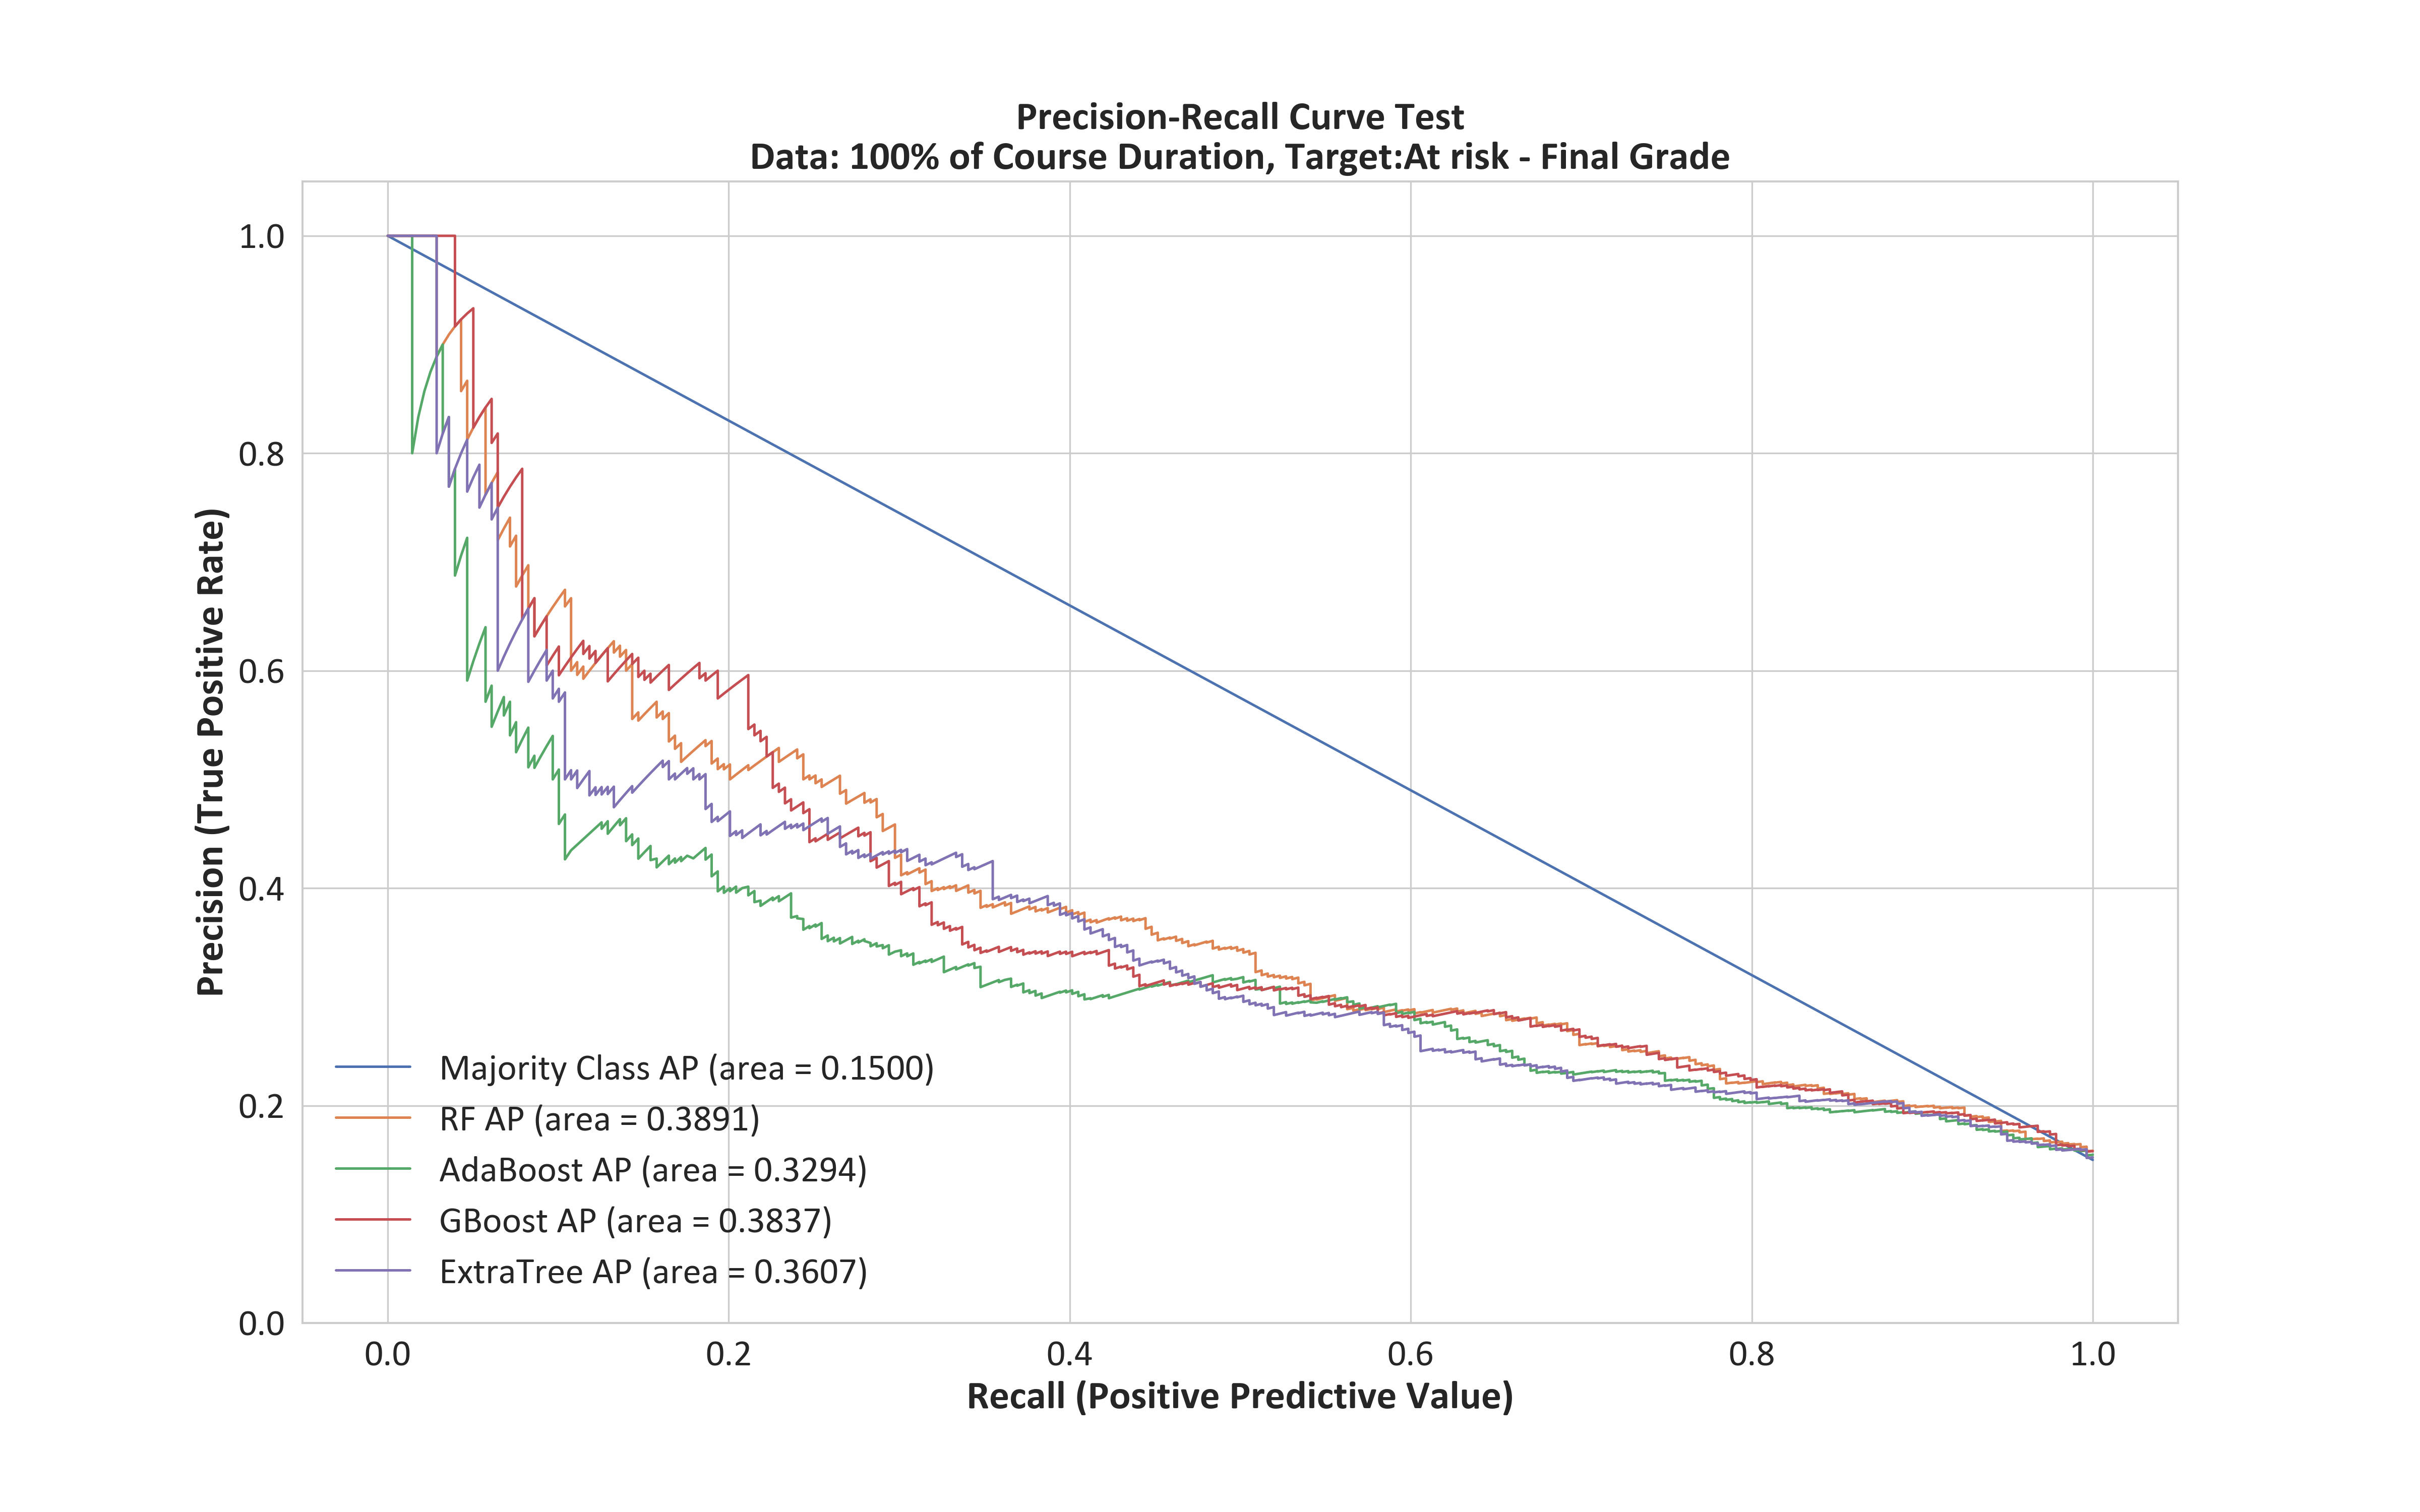 Precision-Recall Curve Test
Data: 100% of Course Duration, Target:At risk - Final Grade
Precision (True Positive Rate)
1.0
0.8
0.6
0.4
0.2
0.0
Majority Class AP (area = 0.1500)
RF AP (area = 0.3891)
AdaBoost AP (area = 0.3294)
GBoost AP (area = 0.3837)
ExtraTree AP (area = 0.3607)
0.0 0.2 0.4 0.6 0.8 1.0
Recall (Positive Predictive Value)